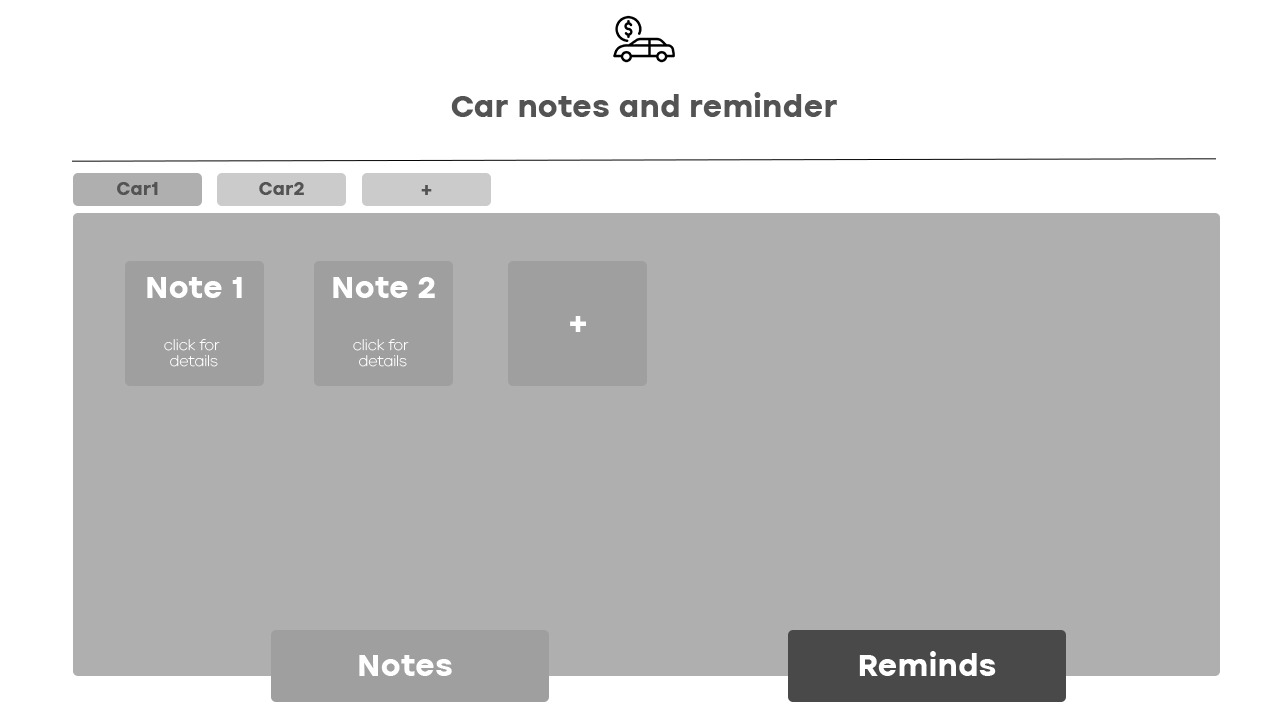 $
Car notes and reminder
Car1
Car2
+
Note 1
click for
details
Note 2
click for
details
+
Notes
Reminds